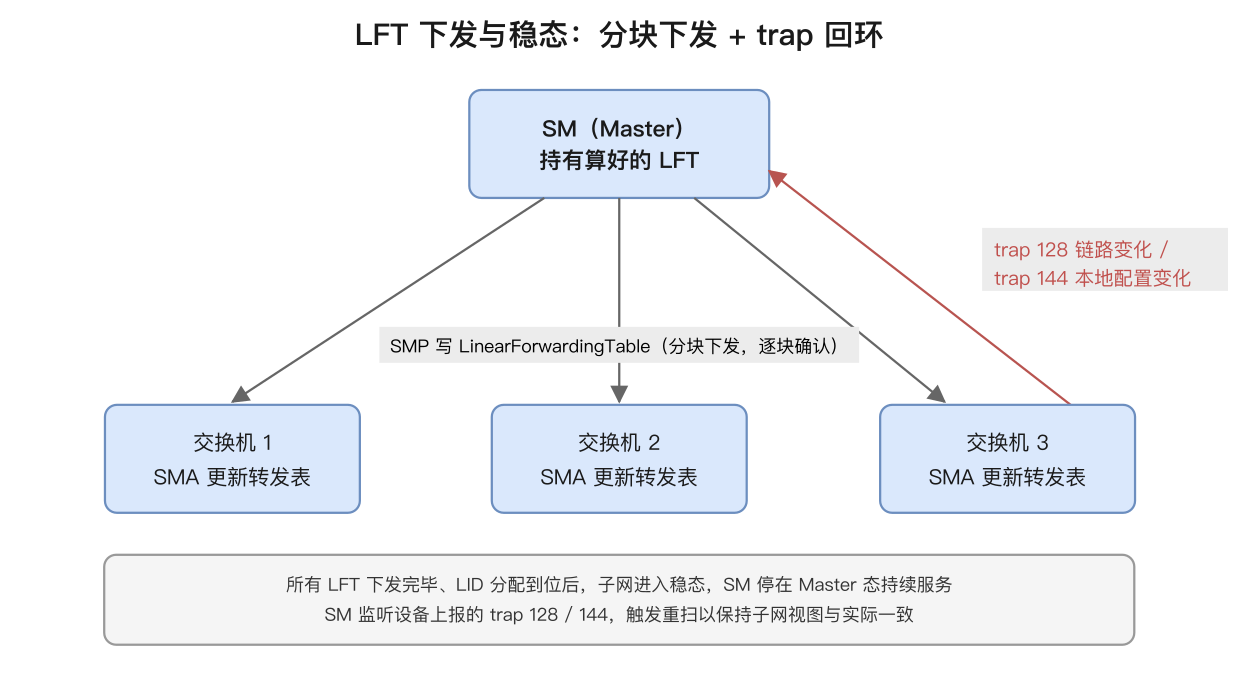 LFT 下发与稳态：分块下发 + trap 回环
SM（Master）
持有算好的 LFT
trap 128 链路变化 /
trap 144 本地配置变化
SMP 写 LinearForwardingTable（分块下发，逐块确认）
交换机 1
SMA 更新转发表
交换机 2
SMA 更新转发表
交换机 3
SMA 更新转发表
所有 LFT 下发完毕、LID 分配到位后，子网进入稳态，SM 停在 Master 态持续服务
SM 监听设备上报的 trap 128 / 144，触发重扫以保持子网视图与实际一致